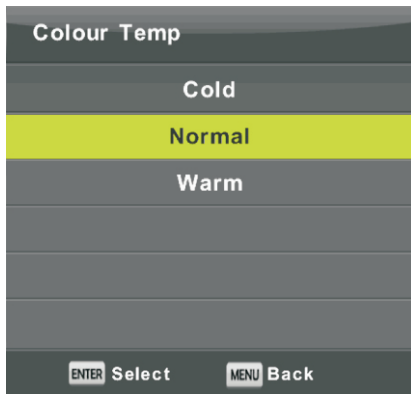 Colour Temp
Cold
Normal
Warm
ENTER Select MENU Back